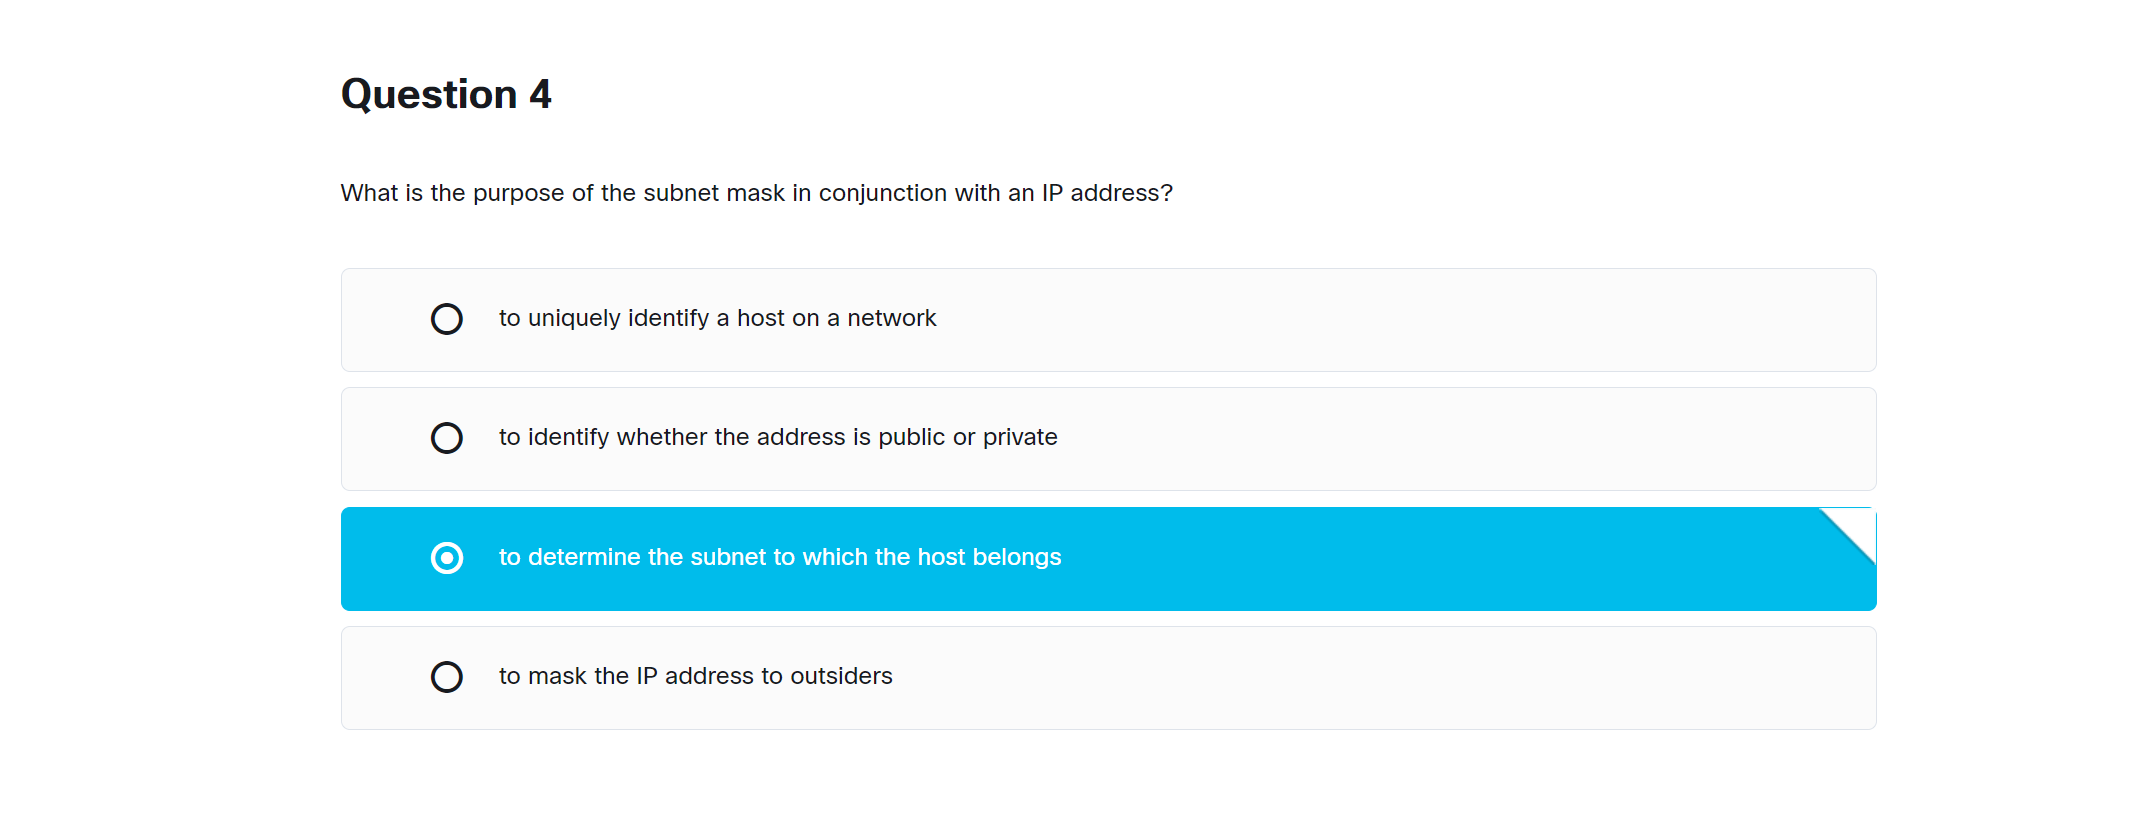 Question 4
What is the purpose of the subnet mask in conjunction with an IP address?
to uniquely identify a host on a network
to identify whether the address is public or private
to determine the subnet to which the host belongs
to mask the IP address to outsiders